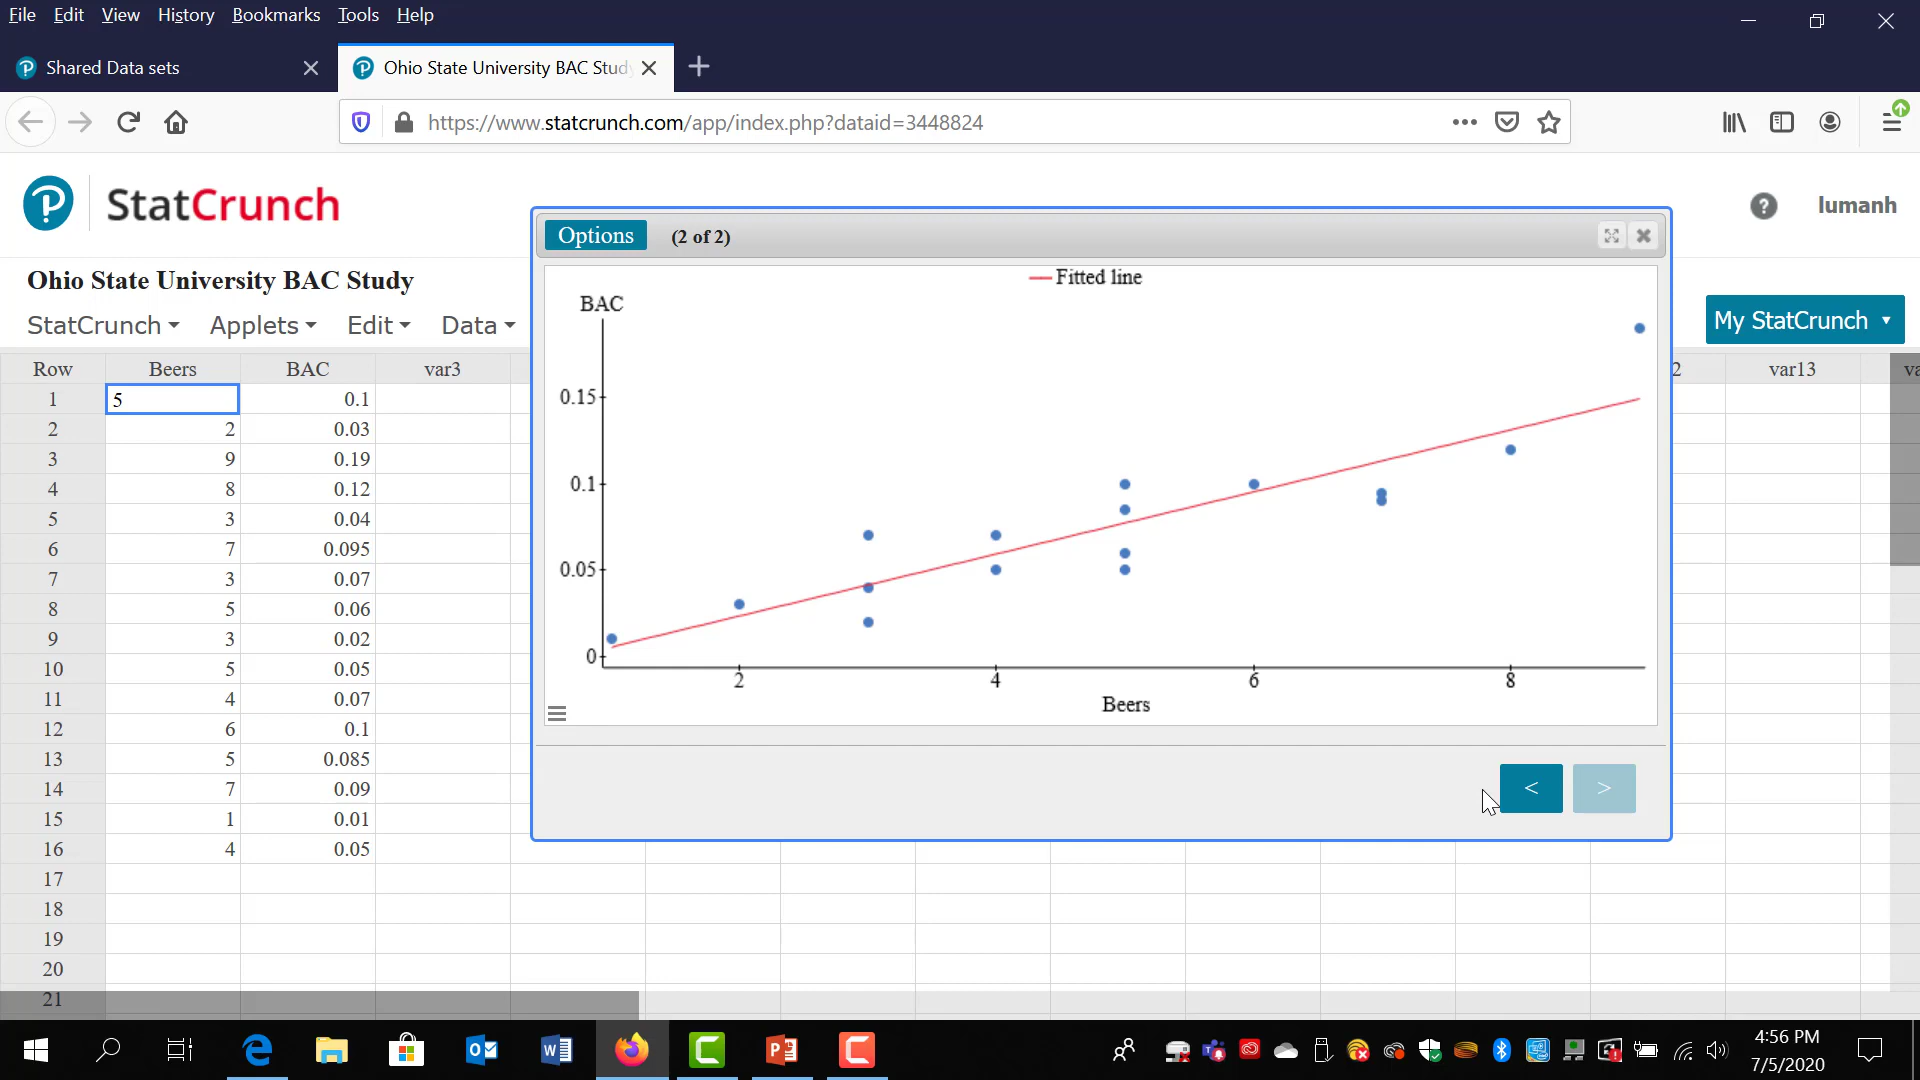 File Edit View History Bookmarks Tools Help
Shared Data sets
Ohio State University BAC Stud
https://www.statcrunch.com/app/index.php?dataid=3448824
StatCrunch
lumanh
Ohio State University BAC Study
StatCrunch Applets Edit Data
My StatCrunch
Options (2 of 2)
Fitted line
BAC
0.15
0.1
0.05
0
2 4 6 8
Beers
< >
Row Beers BAC var3 2 var13 va
1 5 0.1
2 2 0.03
3 9 0.19
4 8 0.12
5 3 0.04
6 7 0.095
7 3 0.07
8 5 0.06
9 3 0.02
10 5 0.05
11 4 0.07
12 6 0.1
13 5 0.085
14 7 0.09
15 1 0.01
16 4 0.05
17
18
19
20
21
4:56 PM
7/5/2020